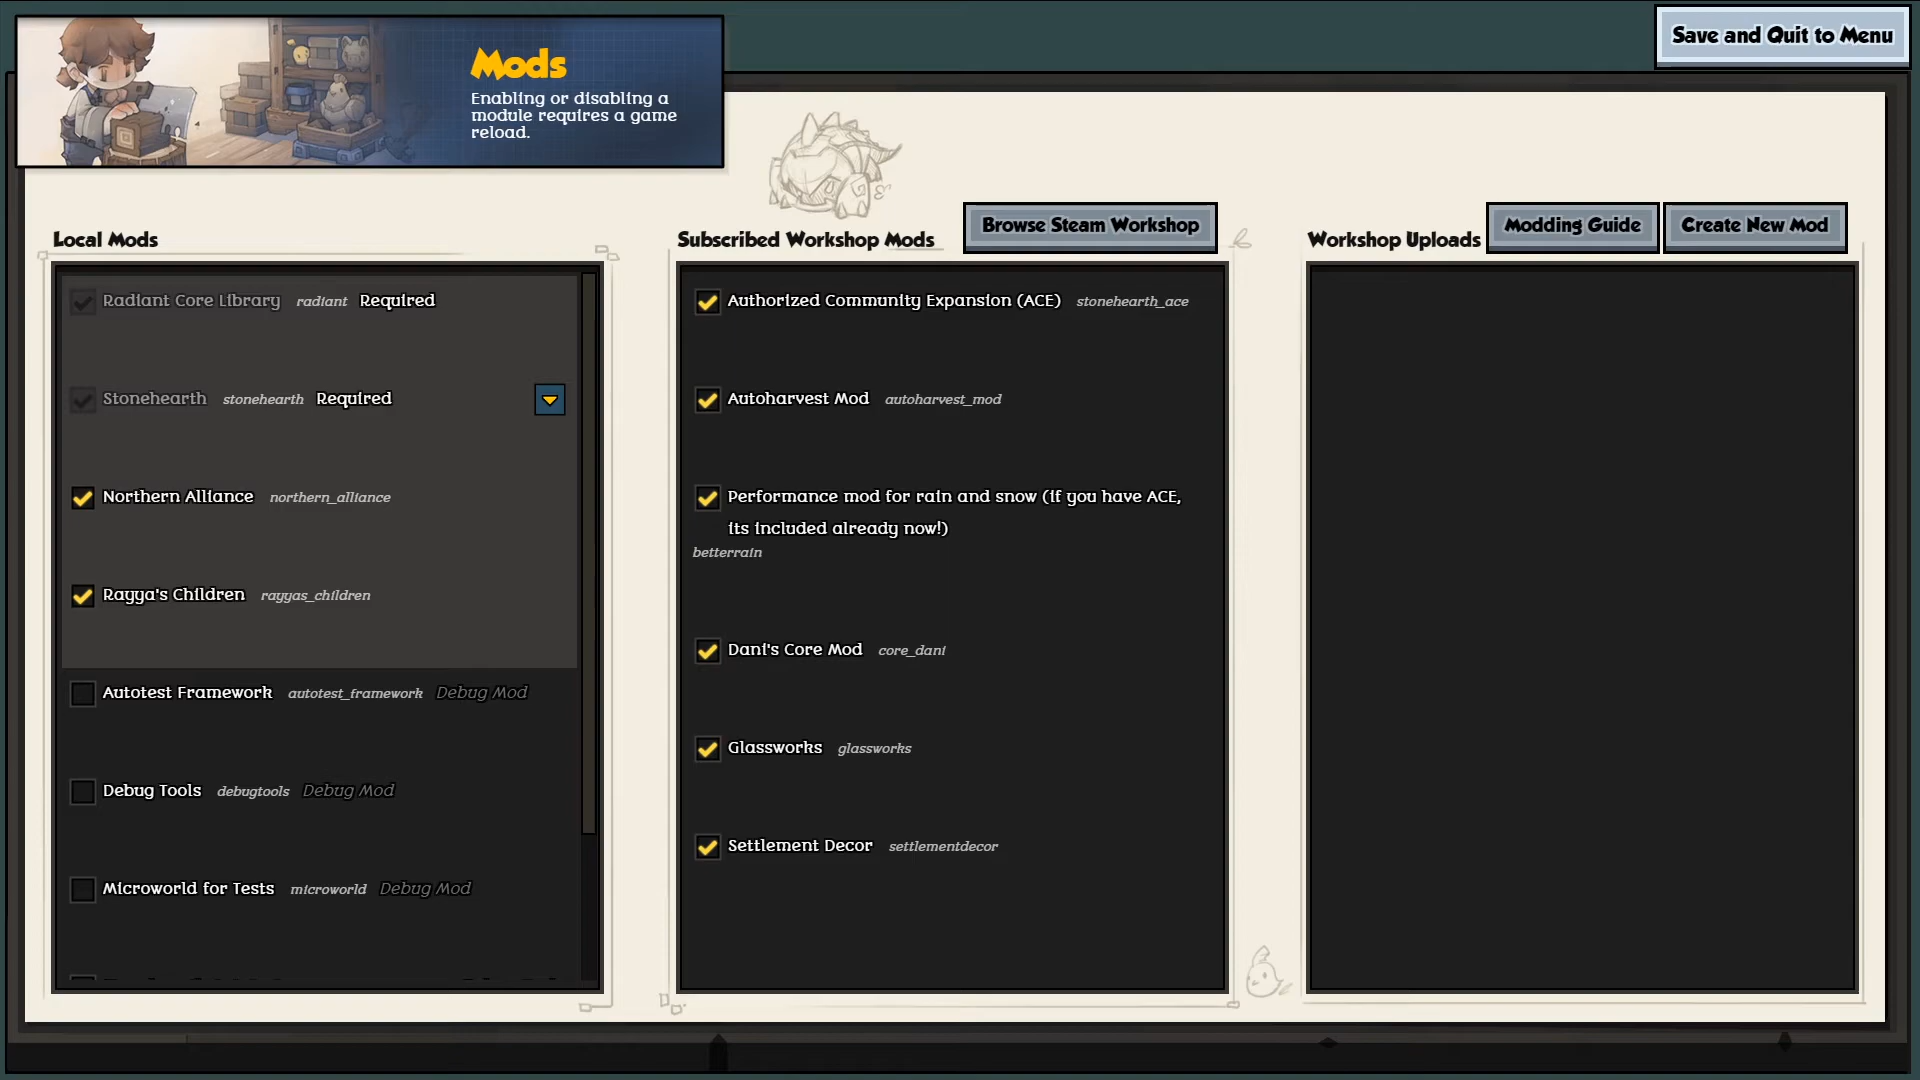 Save and Quit to Menu
Mods
Enabling or disabling a
module requires a game
reload.
Local Mods
Subscribed Workshop Mods
Browse Steam Workshop
Workshop Uploads
Modding Guide
Create New Mod
Radiant Core Library radiant Required
Stonehearth stonehearth Required
Northern Alliance northern_alliance
Rayya's Children rayyas_children
Autotest Framework autotest_framework Debug Mod
Debug Tools debugtools Debug Mod
Microworld for Tests microworld Debug Mod
Authorized Community Expansion (ACE) stonehearth_ace
Autoharvest Mod autoharvest_mod
Performance mod for rain and snow (if you have ACE,
its included already now!)
betterrain
Dani's Core Mod core_dani
Glassworks glassworks
Settlement Decor settlementdecor